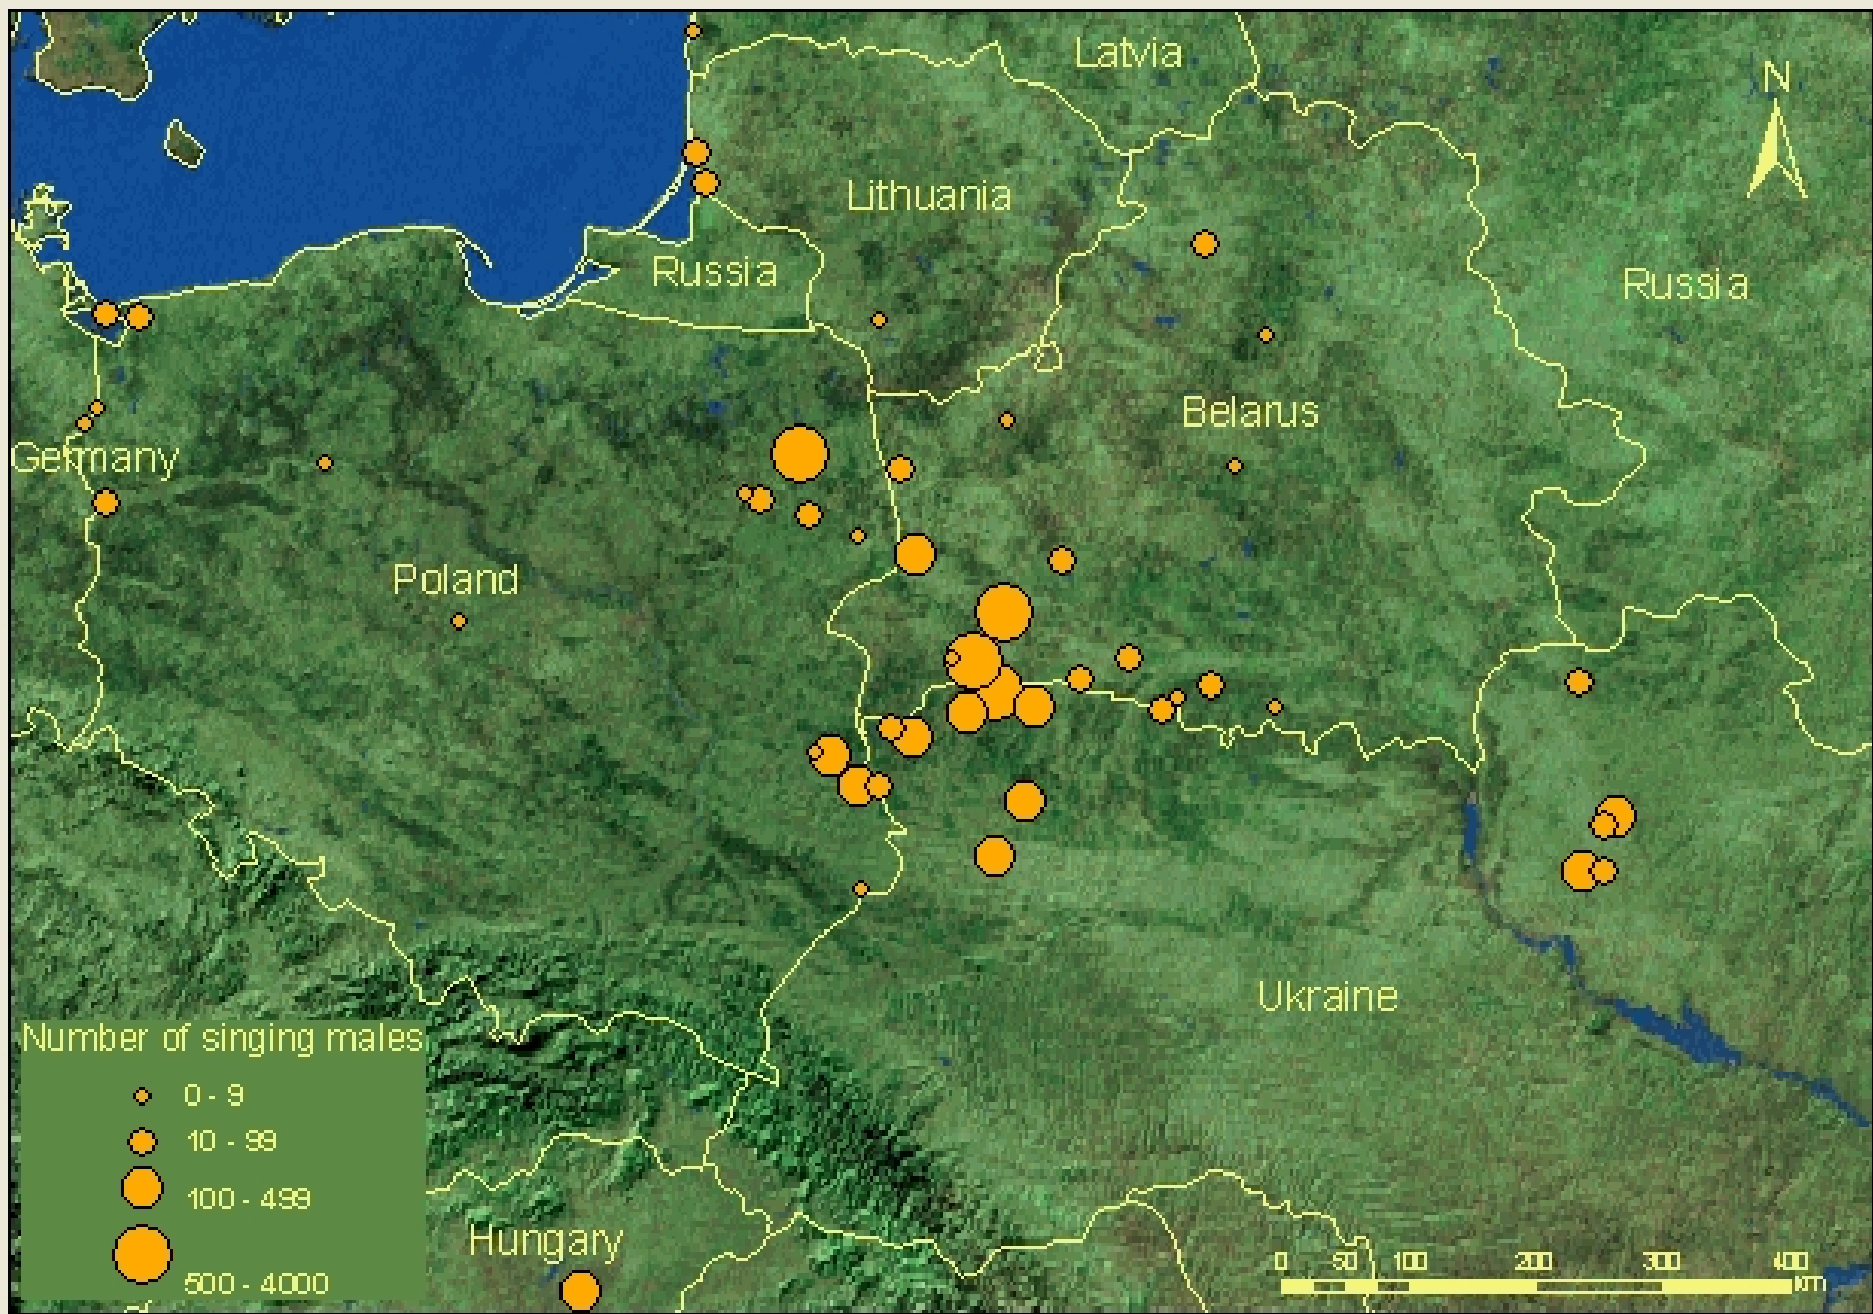 Latvia
N
Lithuania
Russia
Russia
Belarus
Germany
Poland
Ukraine
Number of singing males
0 - 9
10 - 99
100 - 499
500 - 4000
Hungary
0 50 100 200 300 400
km